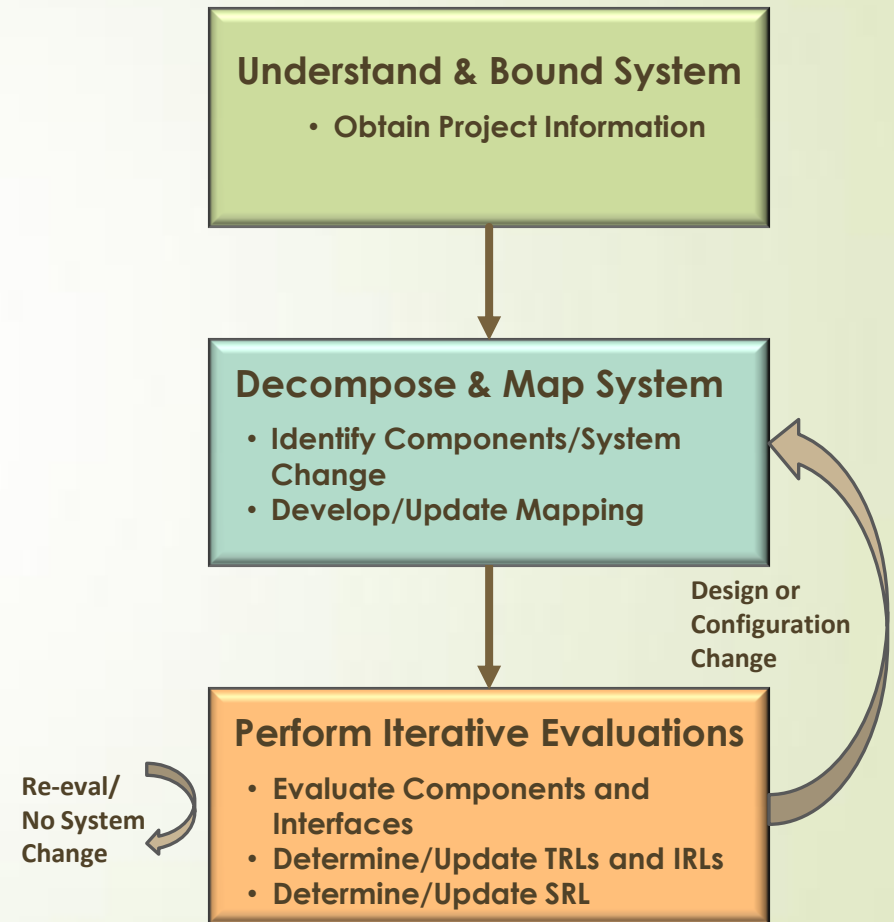 Understand & Bound System
• Obtain Project Information
Decompose & Map System
• Identify Components/System
Change
• Develop/Update Mapping
Design or
Configuration
Change
Perform Iterative Evaluations
• Evaluate Components and
Interfaces
• Determine/Update TRLs and IRLs
• Determine/Update SRL
Re-eval/
No System
Change